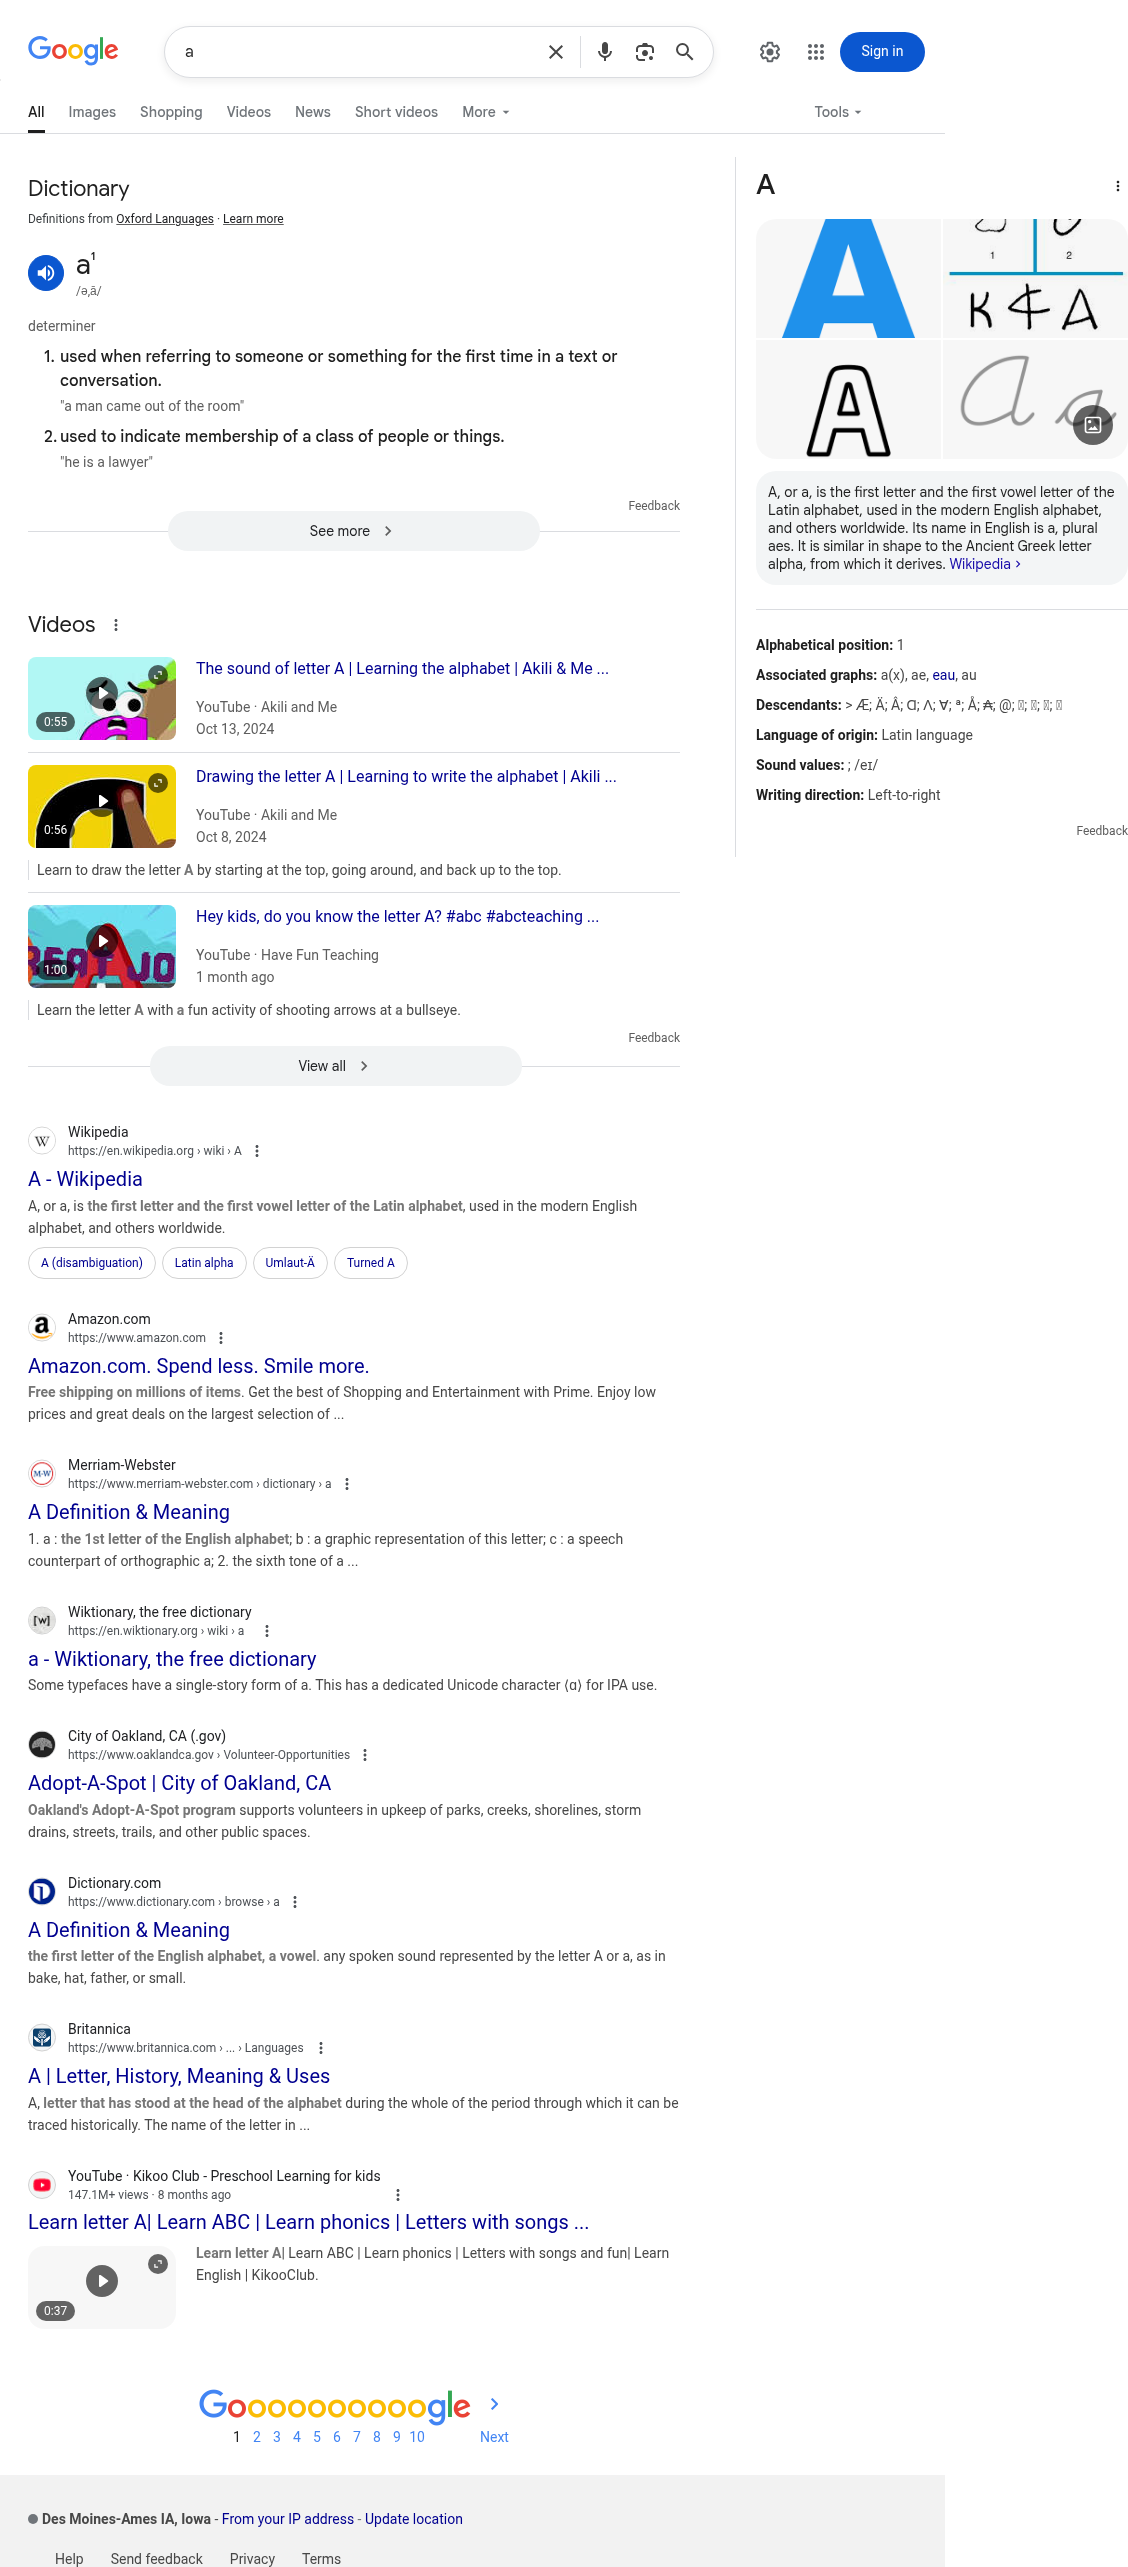 Google
a
Sign in
All Images Shopping Videos News Short videos More Tools
Dictionary
Definitions from Oxford Languages · Learn more
a¹
/ə,ā/
determiner
1. used when referring to someone or something for the first time in a text or
conversation.
"a man came out of the room"
2. used to indicate membership of a class of people or things.
"he is a lawyer"
Feedback
See more
Videos
The sound of letter A | Learning the alphabet | Akili & Me ...
YouTube · Akili and Me
Oct 13, 2024
0:55
Drawing the letter A | Learning to write the alphabet | Akili ...
YouTube · Akili and Me
Oct 8, 2024
0:56
Learn to draw the letter A by starting at the top, going around, and back up to the top.
Hey kids, do you know the letter A? #abc #abcteaching ...
YouTube · Have Fun Teaching
1 month ago
1:00
Learn the letter A with a fun activity of shooting arrows at a bullseye.
Feedback
View all
Wikipedia
https://en.wikipedia.org › wiki › A
A - Wikipedia
A, or a, is the first letter and the first vowel letter of the Latin alphabet, used in the modern English
alphabet, and others worldwide.
A (disambiguation) Latin alpha Umlaut-Ä Turned A
Amazon.com
https://www.amazon.com
Amazon.com. Spend less. Smile more.
Free shipping on millions of items. Get the best of Shopping and Entertainment with Prime. Enjoy low
prices and great deals on the largest selection of ...
Merriam-Webster
https://www.merriam-webster.com › dictionary › a
A Definition & Meaning
1. a : the 1st letter of the English alphabet; b : a graphic representation of this letter; c : a speech
counterpart of orthographic a; 2. the sixth tone of a ...
Wiktionary, the free dictionary
https://en.wiktionary.org › wiki › a
a - Wiktionary, the free dictionary
Some typefaces have a single-story form of a. This has a dedicated Unicode character ⟨ɑ⟩ for IPA use.
City of Oakland, CA (.gov)
https://www.oaklandca.gov › Volunteer-Opportunities
Adopt-A-Spot | City of Oakland, CA
Oakland's Adopt-A-Spot program supports volunteers in upkeep of parks, creeks, shorelines, storm
drains, streets, trails, and other public spaces.
Dictionary.com
https://www.dictionary.com › browse › a
A Definition & Meaning
the first letter of the English alphabet, a vowel. any spoken sound represented by the letter A or a, as in
bake, hat, father, or small.
Britannica
https://www.britannica.com › ... › Languages
A | Letter, History, Meaning & Uses
A, letter that has stood at the head of the alphabet during the whole of the period through which it can be
traced historically. The name of the letter in ...
YouTube · Kikoo Club - Preschool Learning for kids
147.1M+ views · 8 months ago
Learn letter A| Learn ABC | Learn phonics | Letters with songs ...
Learn letter A| Learn ABC | Learn phonics | Letters with songs and fun| Learn
English | KikooClub.
0:37
Goooooooooogle
1 2 3 4 5 6 7 8 9 10 Next
A
A
1 2
A
A a
A, or a, is the first letter and the first vowel letter of the
Latin alphabet, used in the modern English alphabet,
and others worldwide. Its name in English is a, plural
aes. It is similar in shape to the Ancient Greek letter
alpha, from which it derives. Wikipedia
Alphabetical position: 1
Associated graphs: a(x), ae, eau, au
Descendants: > Æ; Ä; Â; Ɑ; Λ; Ɐ; ª; Å; ₳; @;
Language of origin: Latin language
Sound values: ; /eɪ/
Writing direction: Left-to-right
Feedback
Des Moines-Ames IA, Iowa - From your IP address - Update location
Help Send feedback Privacy Terms